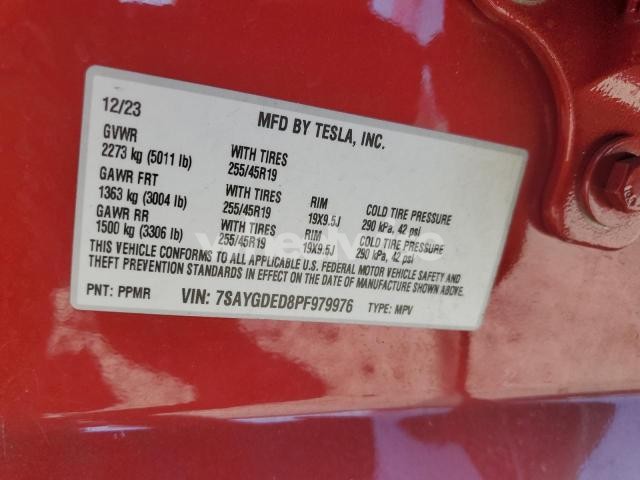 12/23 MFD BY TESLA, INC.
GVWR
2273 kg (5011 lb) WITH TIRES 255/45R19
GAWR FRT
1363 kg (3004 lb) WITH TIRES 255/45R19 RIM 19X9.5J COLD TIRE PRESSURE 290 kPa, 42 psi
GAWR RR
1500 kg (3306 lb) WITH TIRES 255/45R19 RIM 19X9.5J COLD TIRE PRESSURE 290 kPa, 42 psi
THIS VEHICLE CONFORMS TO ALL APPLICABLE U.S. FEDERAL MOTOR VEHICLE SAFETY AND
THEFT PREVENTION STANDARDS IN EFFECT ON THE DATE OF MANUFACTURE SHOWN ABOVE.
PNT: PPMR VIN: 7SAYGDED8PF979976 TYPE: MPV